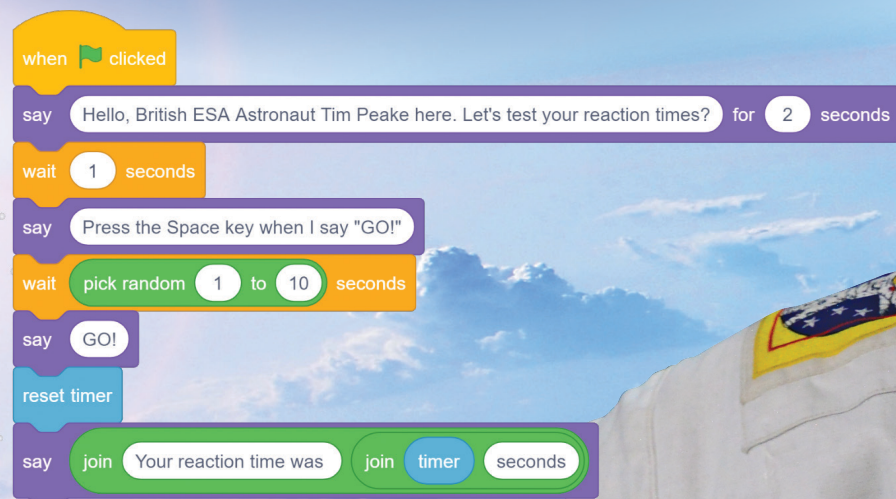 when clicked
say Hello, British ESA Astronaut Tim Peake here. Let's test your reaction times? for 2 seconds
wait 1 seconds
say Press the Space key when I say "GO!"
wait pick random 1 to 10 seconds
say GO!
reset timer
say join Your reaction time was join timer seconds